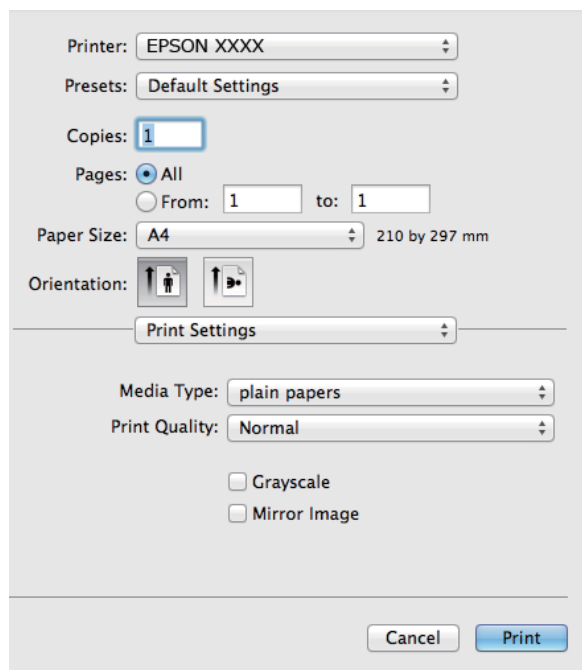 Printer: EPSON XXXX
Presets: Default Settings
Copies: 1
Pages: All
From: 1 to: 1
Paper Size: A4 210 by 297 mm
Orientation:
Print Settings
Media Type: plain papers
Print Quality: Normal
Grayscale
Mirror Image
Cancel Print